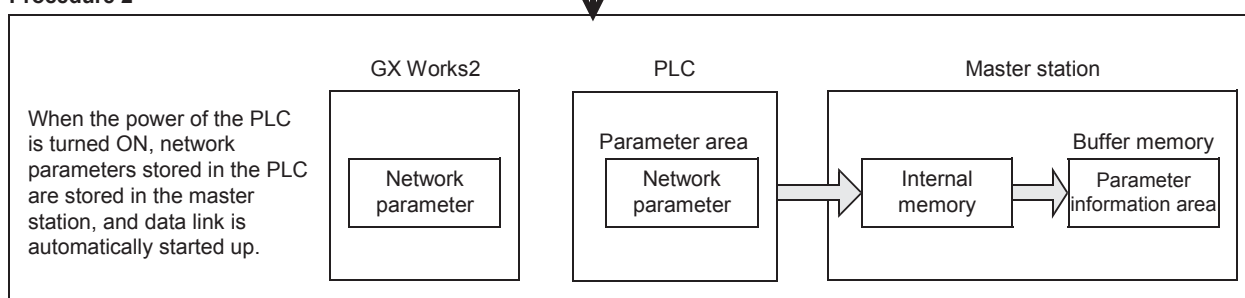 Procedure 2
GX Works2
PLC
Master station
When the power of the PLC
is turned ON, network
parameters stored in the PLC
are stored in the master
station, and data link is
automatically started up.
Network
parameter
Parameter area
Network
parameter
Internal
memory
Buffer memory
Parameter
information area